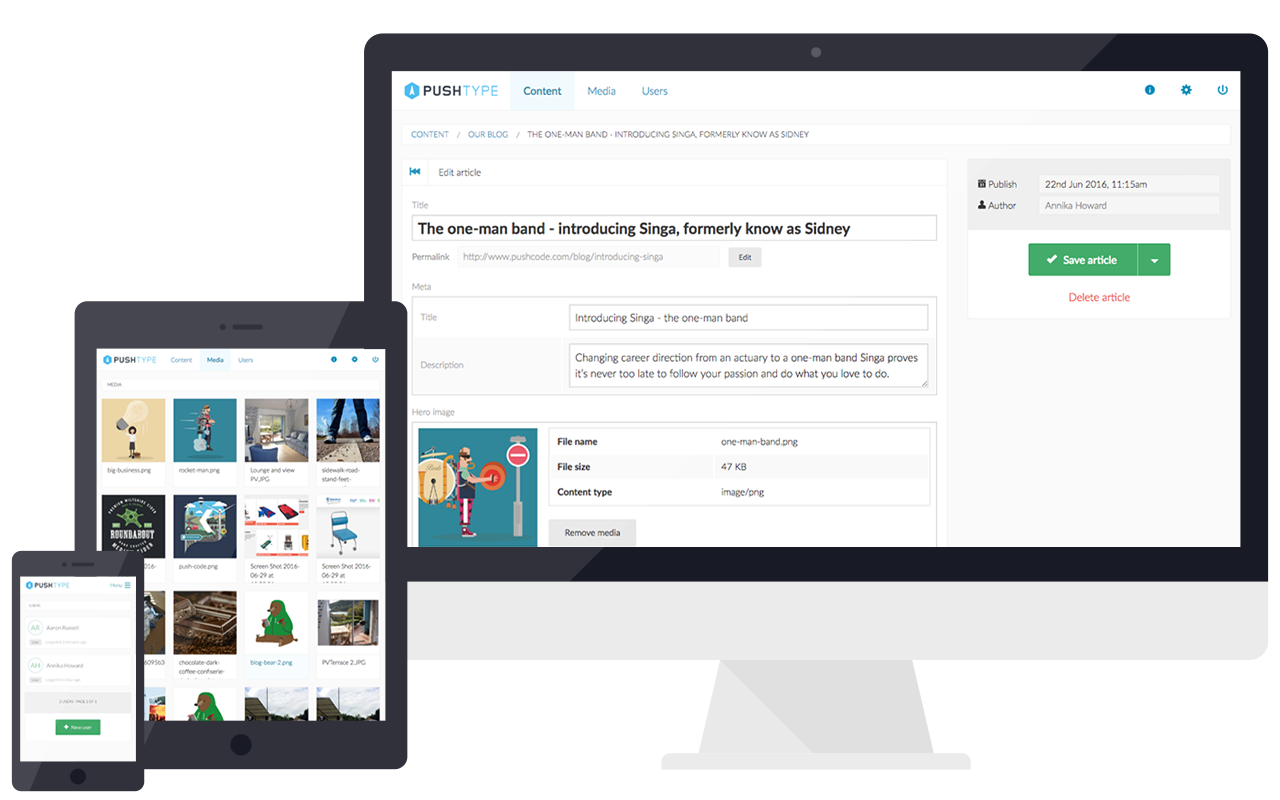 PUSHTYPE
Content
Media
Users
CONTENT / OUR BLOG / THE ONE-MAN BAND - INTRODUCING SINGA, FORMERLY KNOW AS SIDNEY
Edit article
Title
The one-man band - introducing Singa, formerly know as Sidney
Permalink http://www.pushcode.com/blog/introducing-singa Edit
Meta
Title Introducing Singa - the one-man band
Description Changing career direction from an actuary to a one-man band Singa proves
it's never too late to follow your passion and do what you love to do.
Hero image
File name one-man-band.png
File size 47 KB
Content type image/png
Remove media
Publish 22nd Jun 2016, 11:15am
Author Annika Howard
Save article
Delete article
PUSHTYPE Content Media Users
MEDIA
big-business.png
rocket-man.png
Lounge and view
PV.JPG
sidewalk-road-
stand-feet-
ROUNDABOUT
push-code.png
Screen Shot 2016-
06-29 at
Screen Shot 2016-
06-29 at
chocolate-dark-
coffee-confiserie-
blog-bear-2.png
PVTerrace 2.JPG
PUSHTYPE Menu
AR Aaron Russell
AH Annika Howard
New user